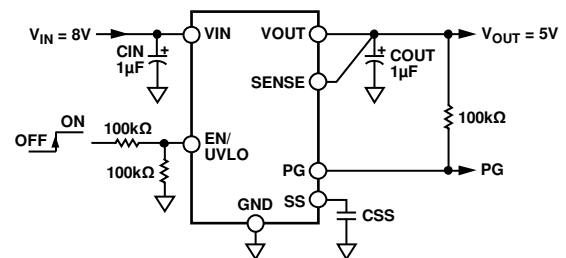 VIN = 8V
CIN
1µF
+
VIN
VOUT
+
COUT
1µF
VOUT = 5V
SENSE
100kΩ
OFF
ON
100kΩ
100kΩ
EN/
UVLO
PG
PG
SS
GND
CSS